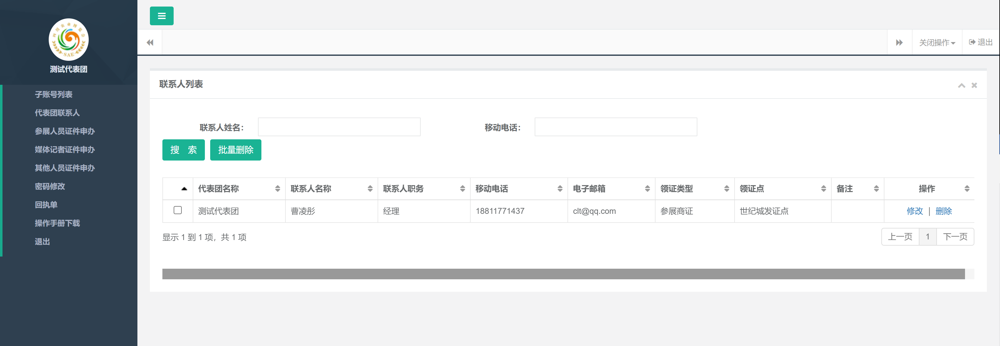 SAE
测试代表团
子账号列表
代表团联系人
参展人员证件申办
媒体记者证件申办
其他人员证件申办
密码修改
回执单
操作手册下载
退出
关闭操作
退出
联系人列表
联系人姓名：
移动电话：
搜 索
批量删除
代表团名称 联系人名称 联系人职务 移动电话 电子邮箱 领证类型 领证点 备注 操作
测试代表团 曹凌彤 经理 18811771437 clt@qq.com 参展商证 世纪城发证点 修改 | 删除
显示 1 到 1 项，共 1 项
上一页 1 下一页